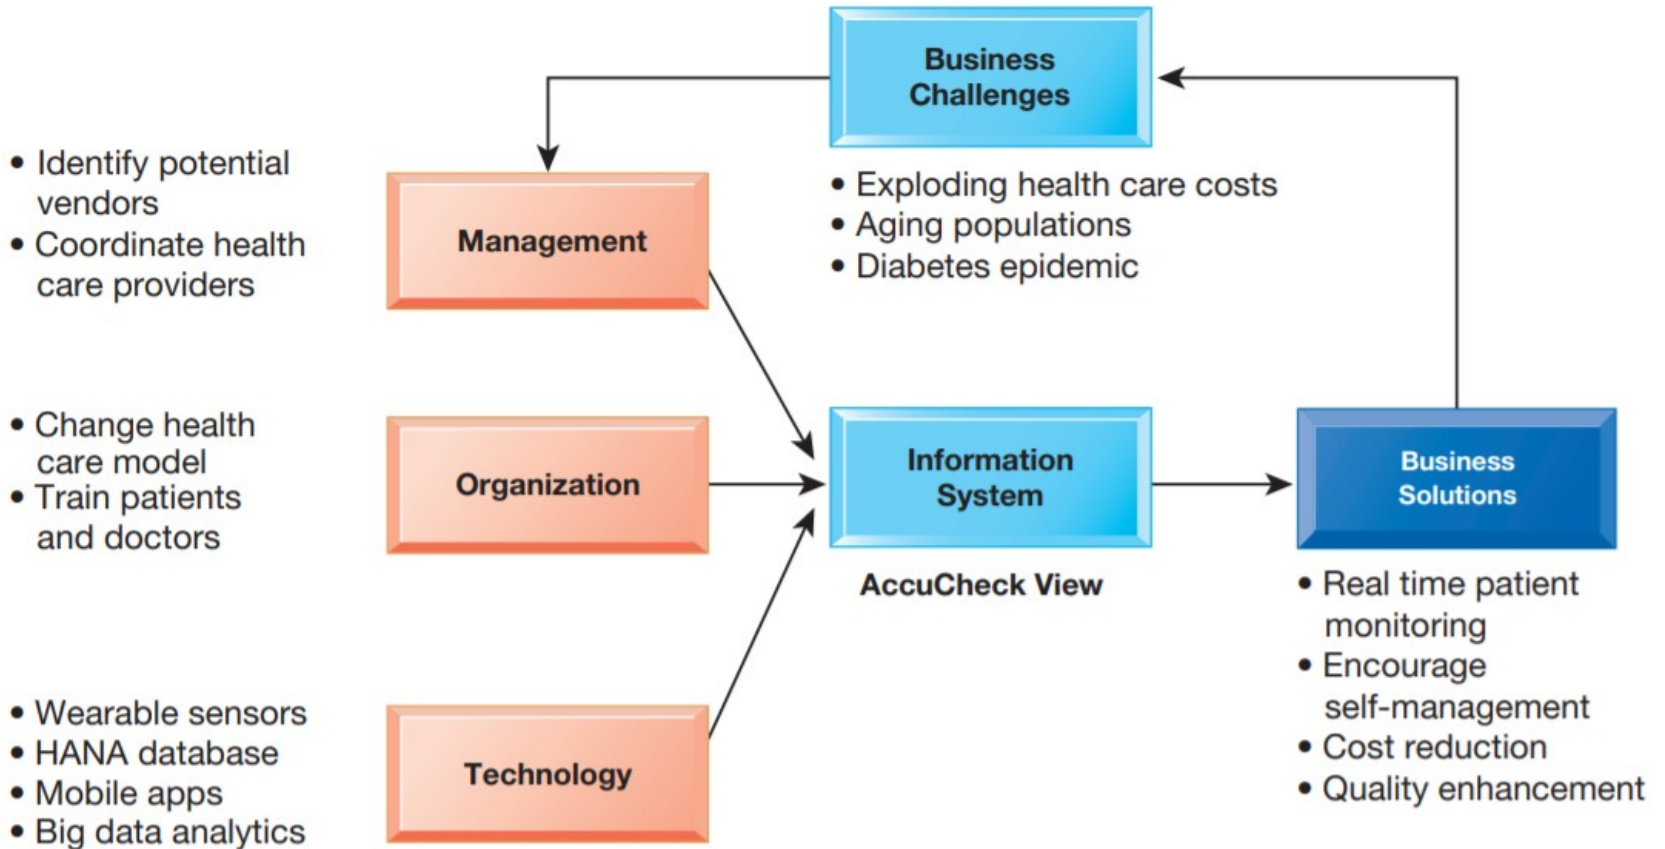 Business
Challenges
• Exploding health care costs
• Aging populations
• Diabetes epidemic
• Identify potential
vendors
• Coordinate health
care providers
Management
• Change health
care model
• Train patients
and doctors
Organization
Information
System
AccuCheck View
Business
Solutions
• Real time patient
monitoring
• Encourage
self-management
• Cost reduction
• Quality enhancement
• Wearable sensors
• HANA database
• Mobile apps
• Big data analytics
Technology